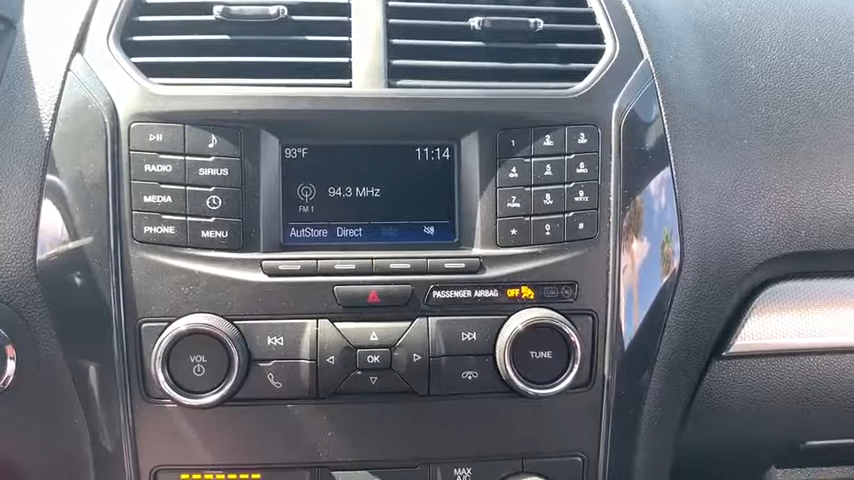 93°F 11:14
94.3 MHz
FM 1
AutoStore Direct Info
RADIO SIRIUS
MEDIA
PHONE MENU
1 2 ABC 3 DEF
4 GHI 5 JKL 6 MNO
7 PQRS 8 TUV 9 WXYZ
* 0 + #
PASSENGER AIRBAG OFF
VOL
OK
TUNE
MAX
A/C